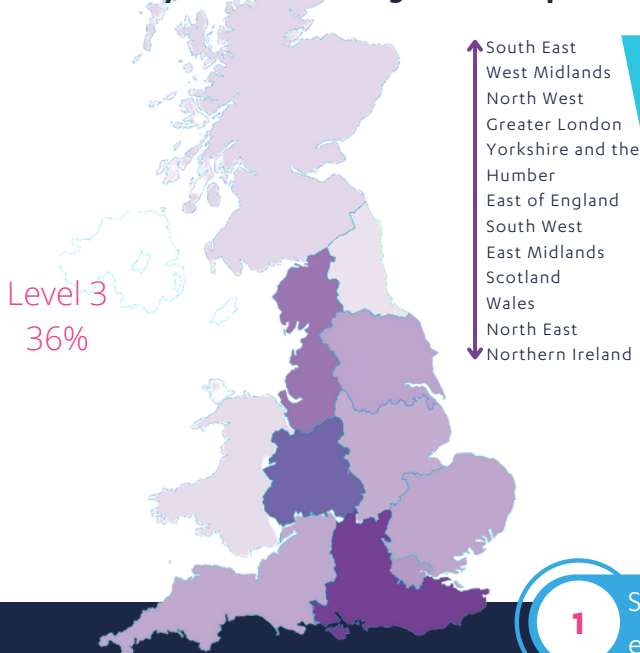 South East
West Midlands
North West
Greater London
Yorkshire and the
Humber
East of England
South West
East Midlands
Scotland
Wales
North East
Northern Ireland
Level 3
36%
1